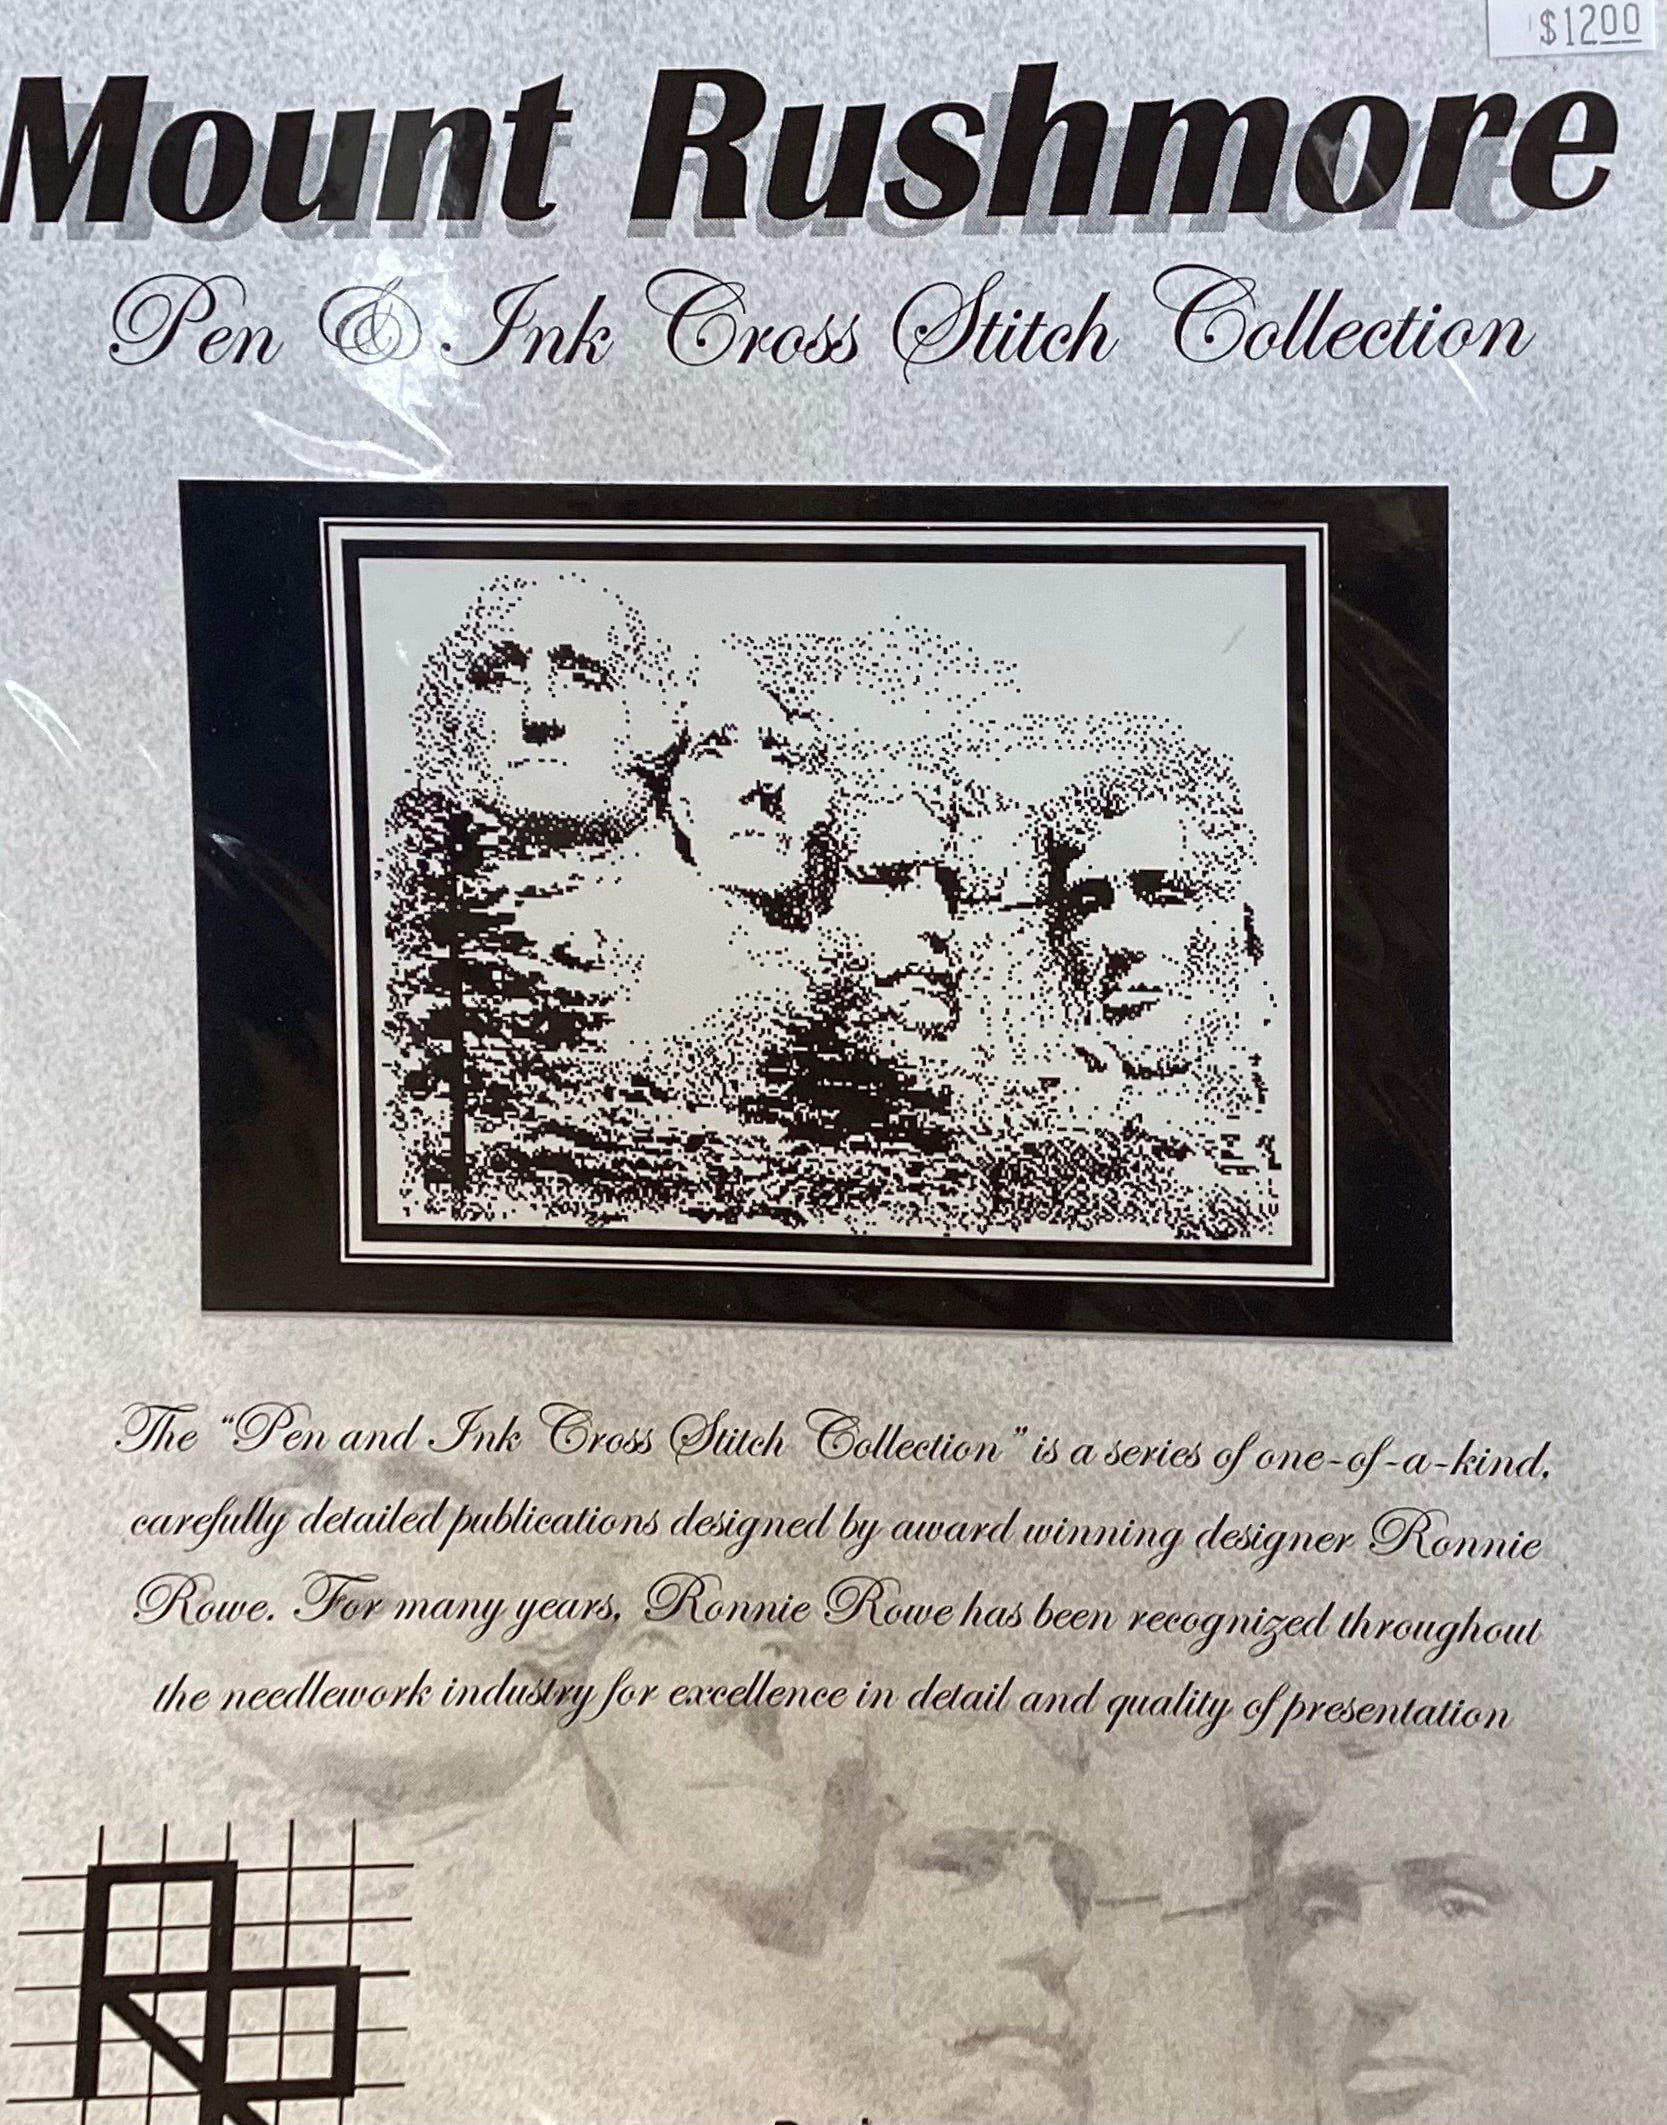 $1200
Mount Rushmore
Pen & Ink Cross Stitch Collection
The "Pen and Ink Cross Stitch Collection" is a series of one-of-a-kind,
carefully detailed publications designed by award winning designer Ronnie
Rowe. For many years, Ronnie Rowe has been recognized throughout
the needlework industry for excellence in detail and quality of presentation